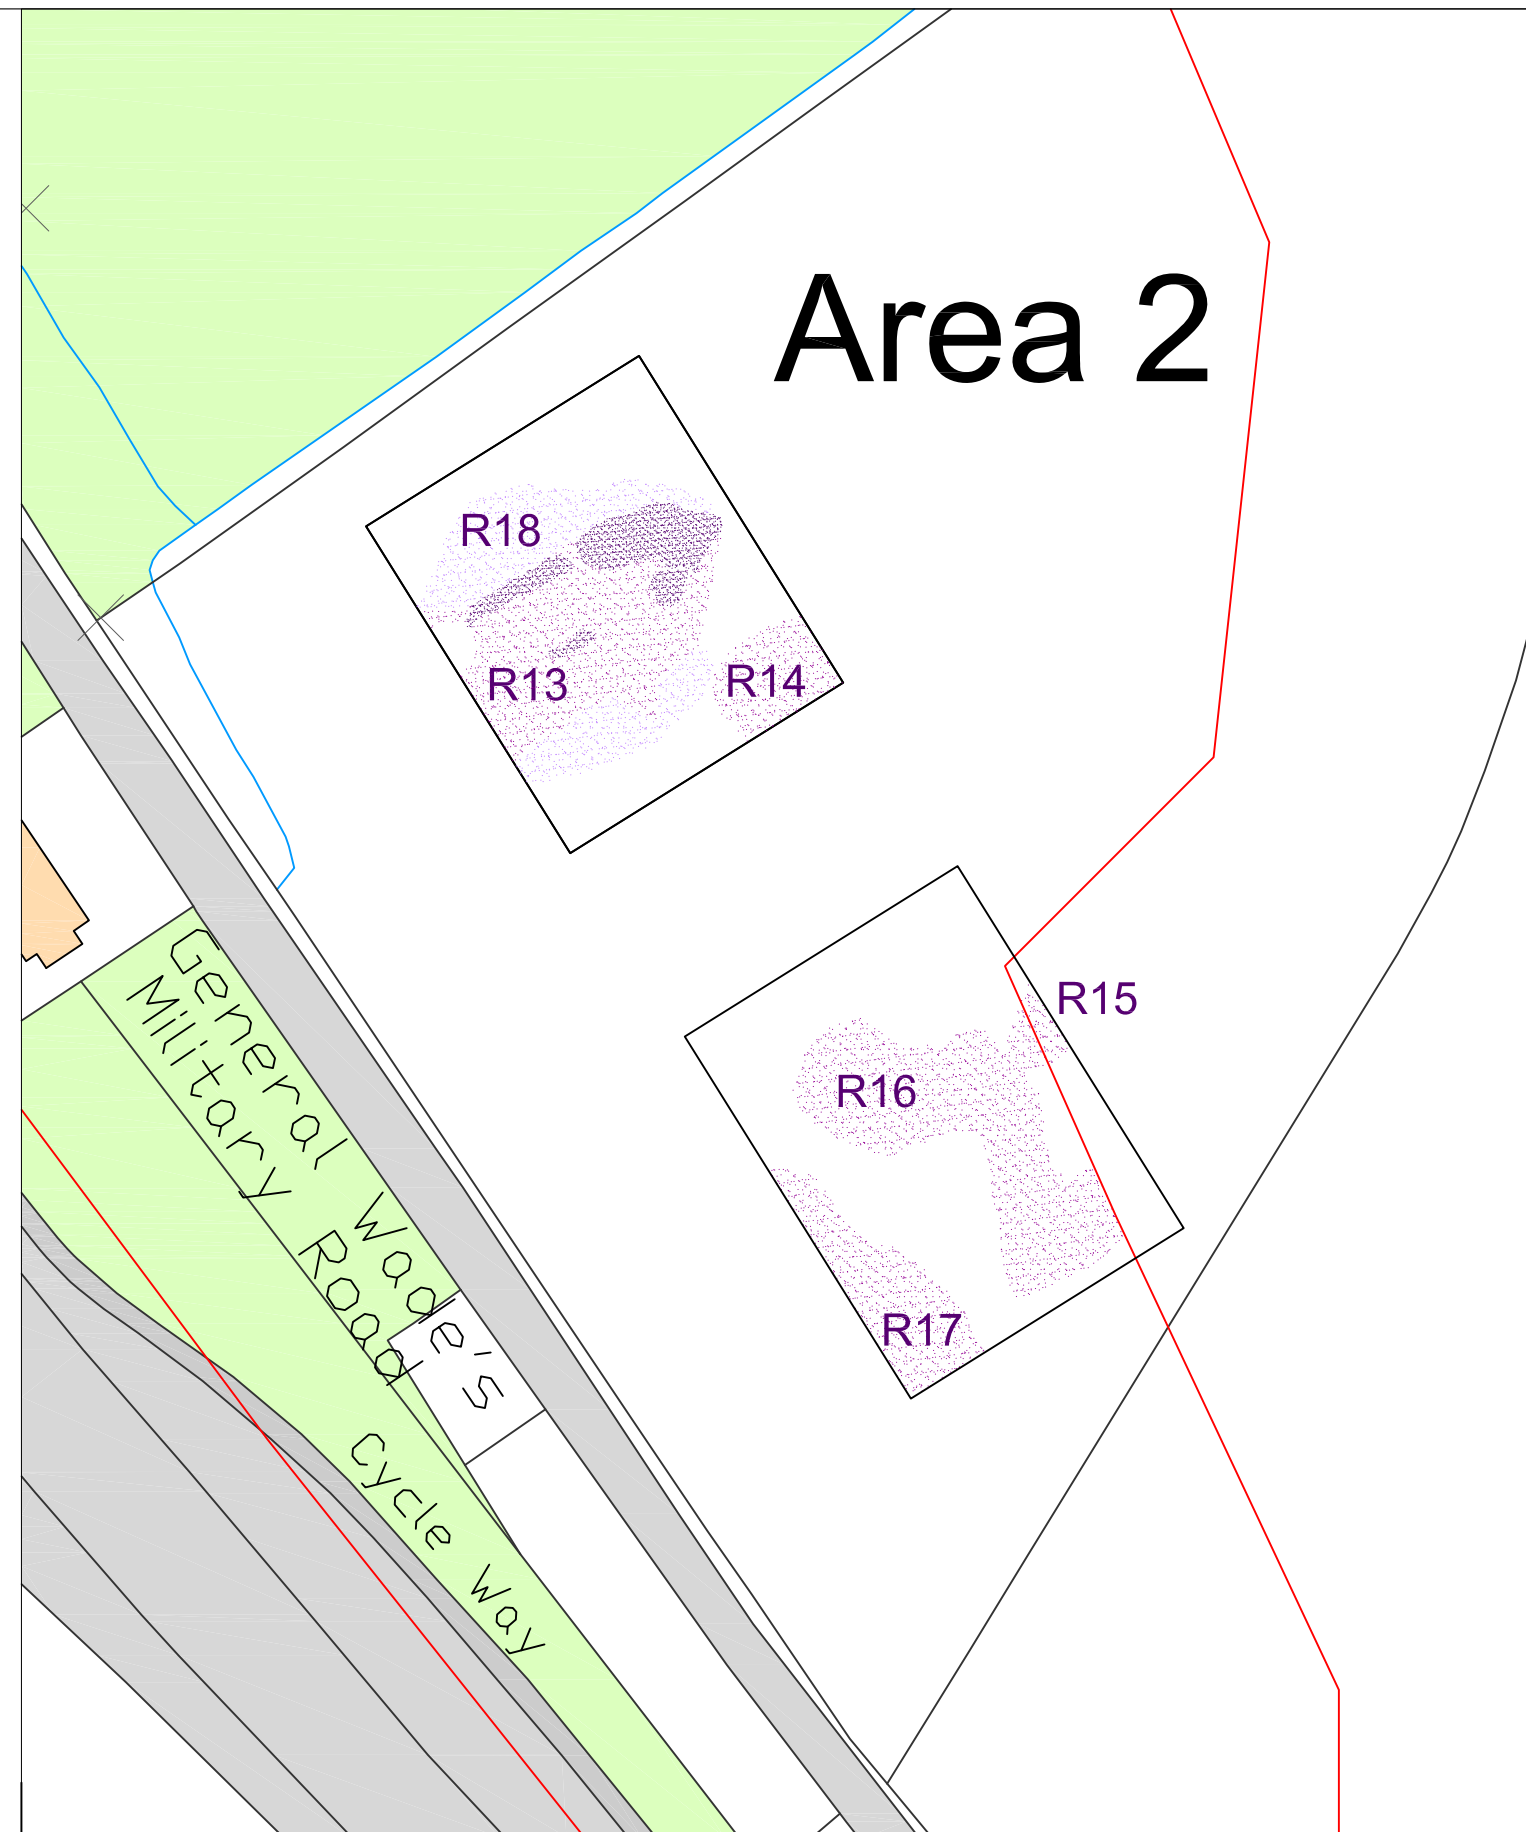 Area 2
R18
R13
R14
R15
R16
R17
General Wade's
Military Road
Cycle Way